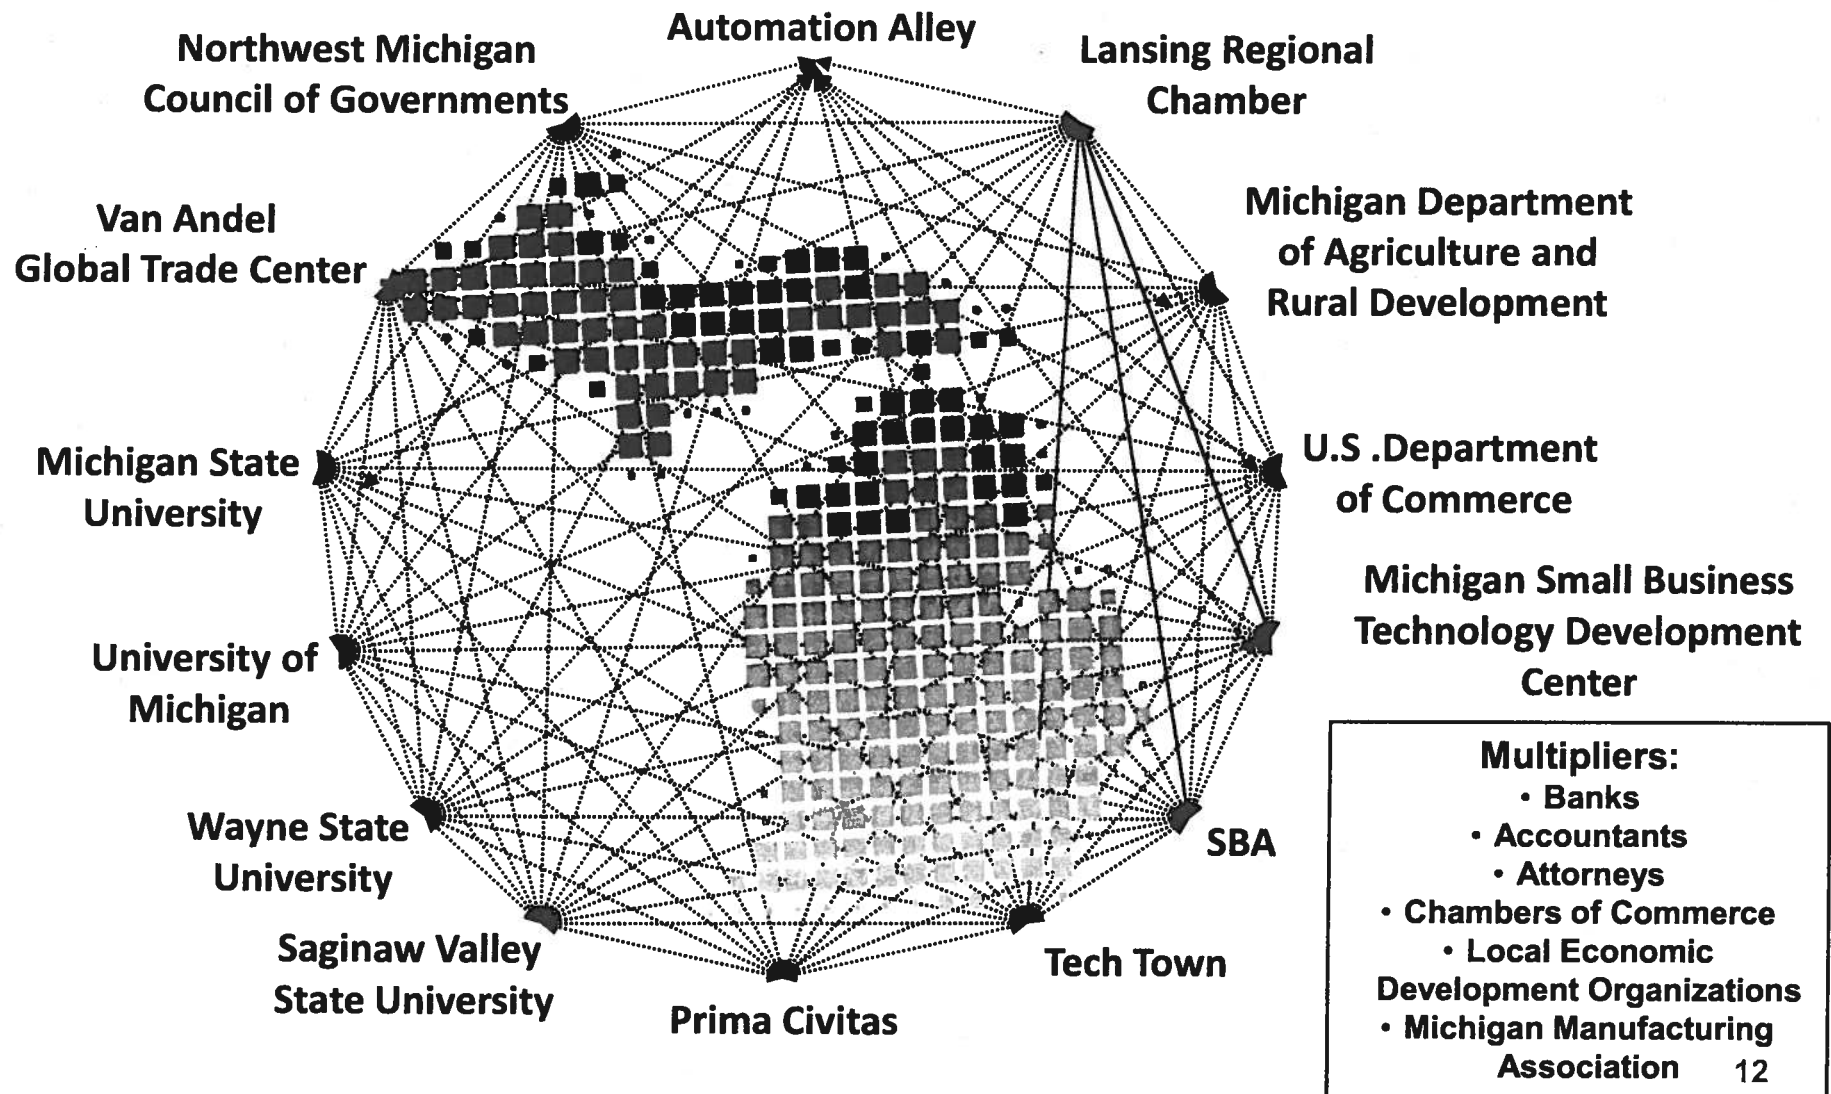 Automation Alley
Northwest Michigan
Council of Governments
Lansing Regional
Chamber
Van Andel
Global Trade Center
Michigan Department
of Agriculture and
Rural Development
Michigan State
University
U.S .Department
of Commerce
Michigan Small Business
Technology Development
Center
University of
Michigan
Wayne State
University
SBA
Saginaw Valley
State University
Tech Town
Prima Civitas
Multipliers:
• Banks
• Accountants
• Attorneys
• Chambers of Commerce
• Local Economic
Development Organizations
• Michigan Manufacturing
Association
12